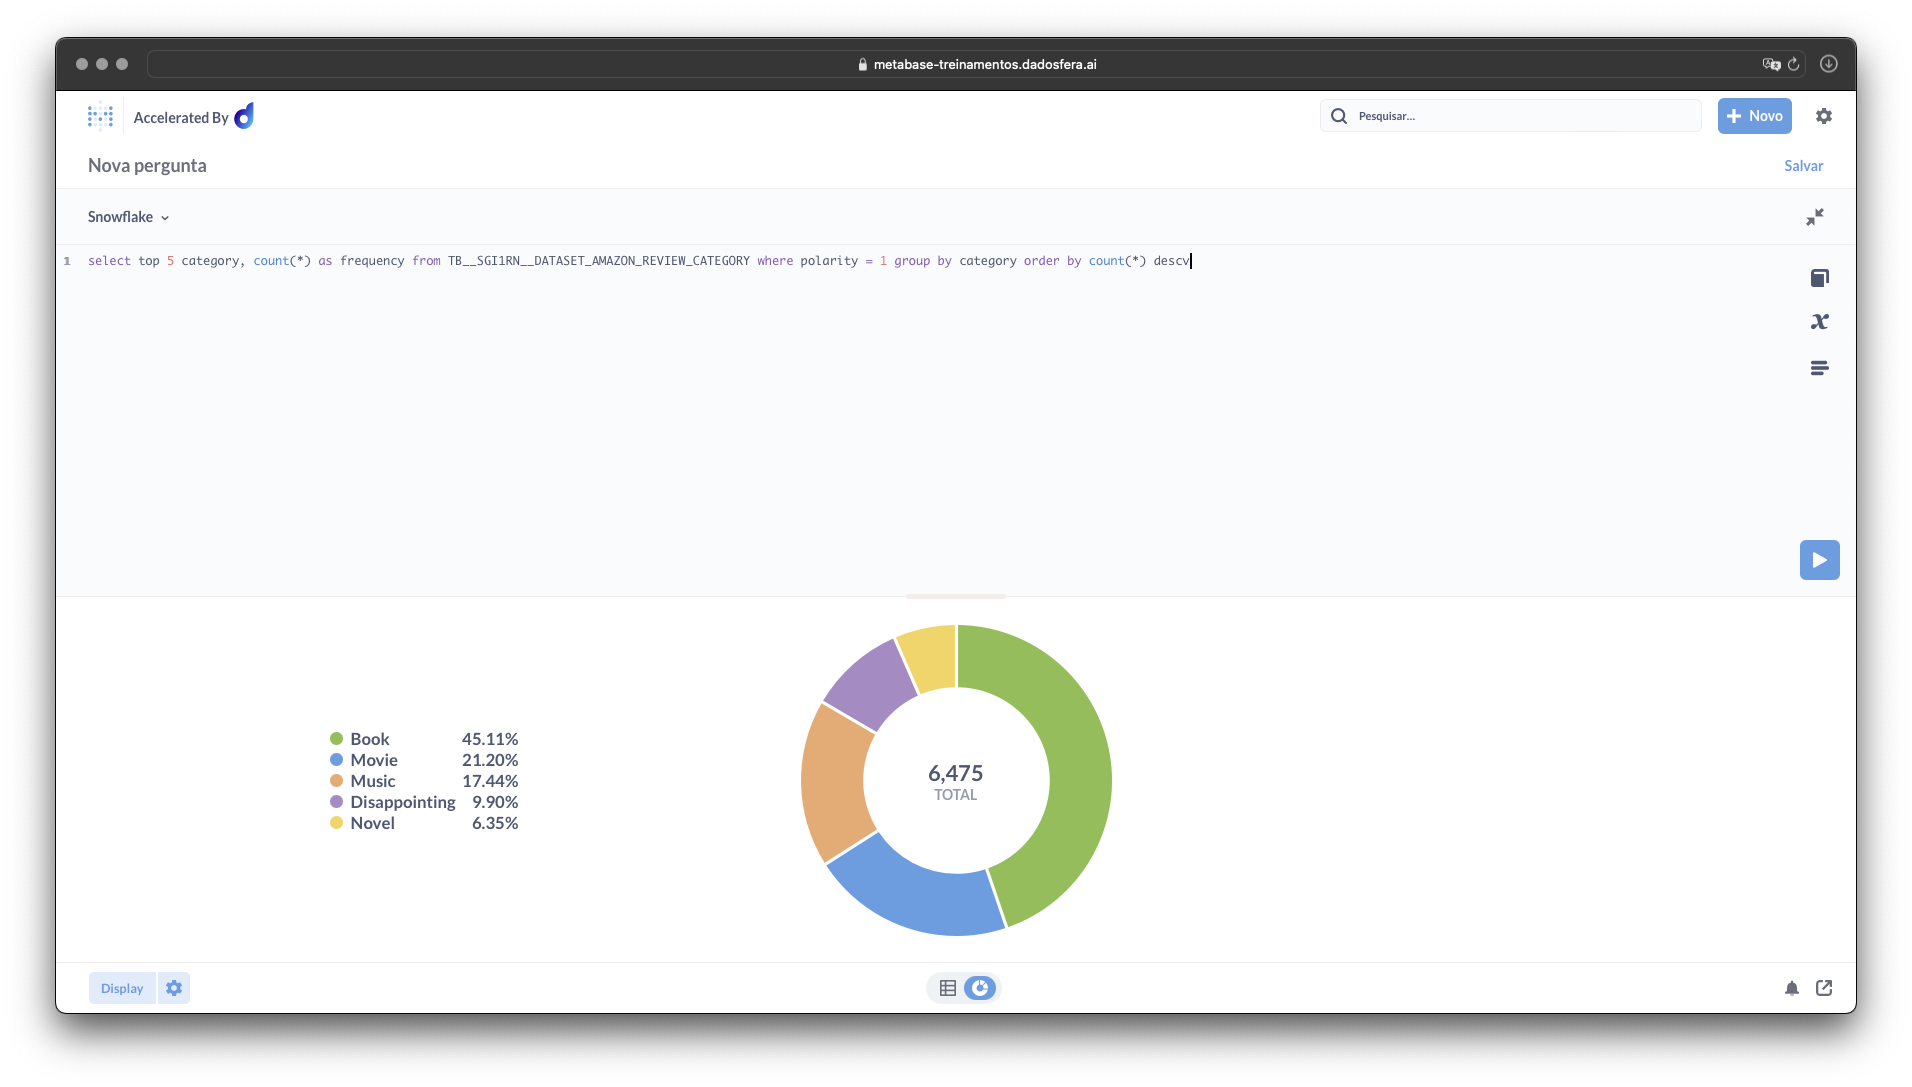 metabase-treinamentos.dadosfera.ai
Accelerated By
Pesquisar...
Novo
Nova pergunta
Salvar
Snowflake
1 select top 5 category, count(*) as frequency from TB__SGI1RN__DATASET_AMAZON_REVIEW_CATEGORY where polarity = 1 group by category order by count(*) descv
Book 45.11%
Movie 21.20%
Music 17.44%
Disappointing 9.90%
Novel 6.35%
6,475
TOTAL
Display